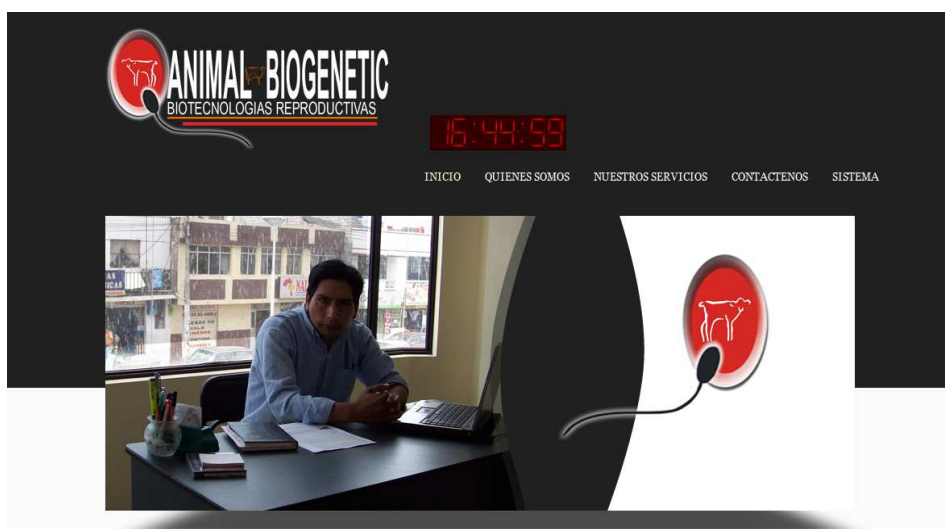 ANIMAL BIOGENETIC
BIOTECNOLOGIAS REPRODUCTIVAS
16:44:59
INICIO QUIENES SOMOS NUESTROS SERVICIOS CONTACTENOS SISTEMA